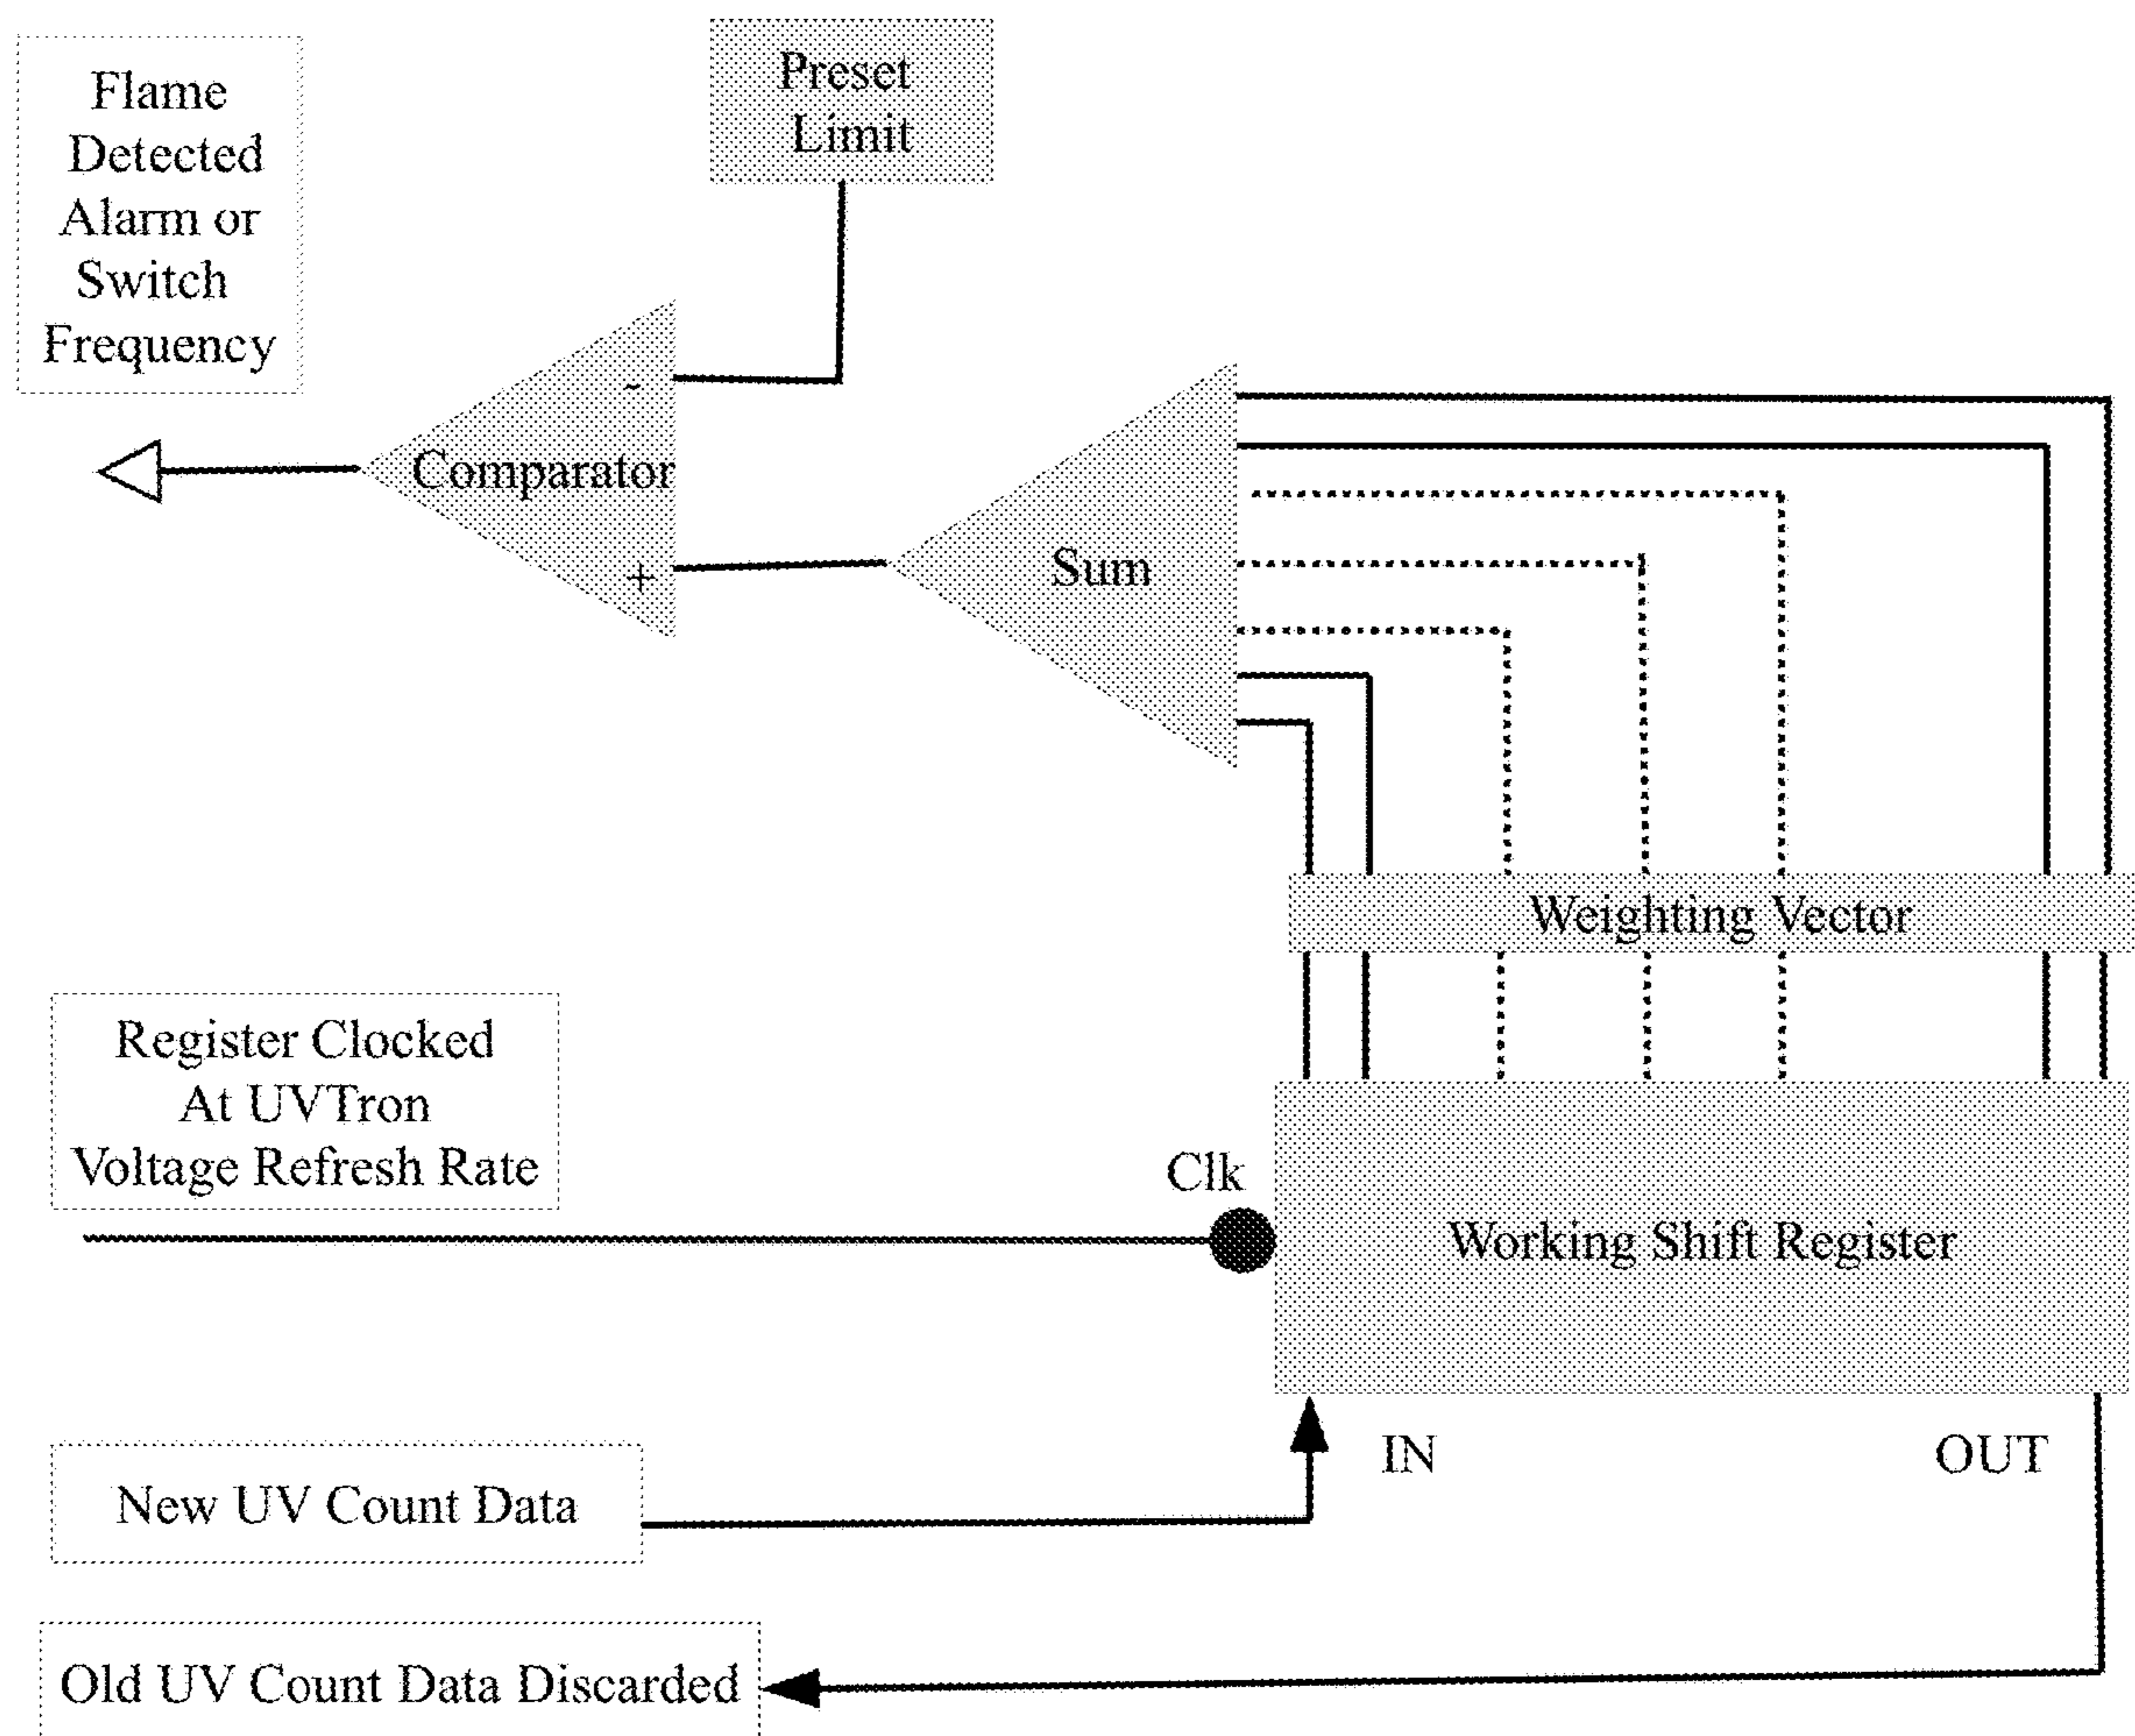 Flame
Detected
Alarm or
Switch
Frequency
Preset
Limit
-
Comparator
+
Sum
Weighting Vector
Register Clocked
At UVTron
Voltage Refresh Rate
Clk
Working Shift Register
IN
OUT
New UV Count Data
Old UV Count Data Discarded